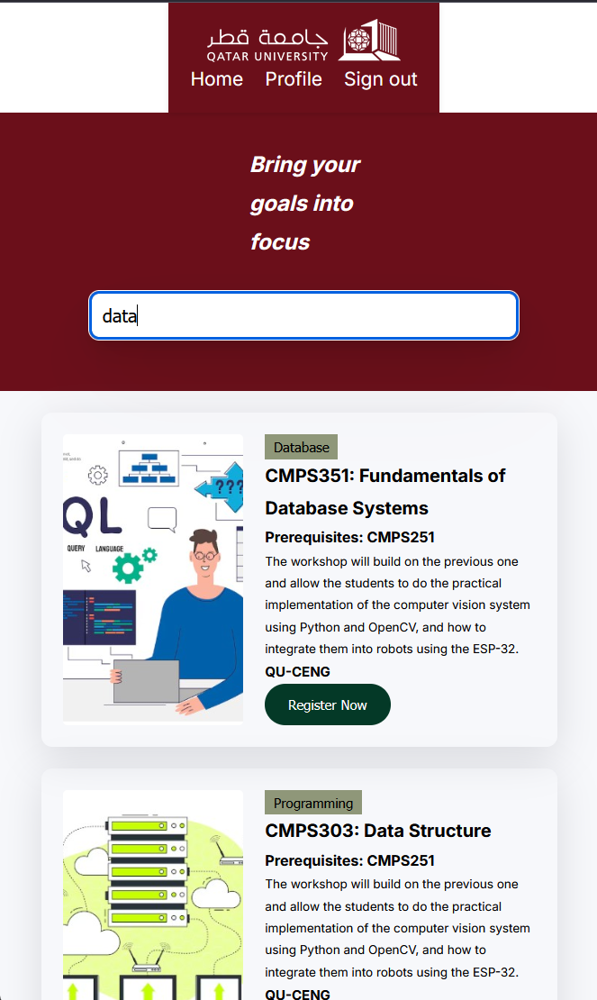 جامعة قطر
QATAR UNIVERSITY
Home Profile Sign out
Bring your
goals into
focus
data
QL
QUERY LANGUAGE
???
Database
CMPS351: Fundamentals of
Database Systems
Prerequisites: CMPS251
The workshop will build on the previous one
and allow the students to do the practical
implementation of the computer vision system
using Python and OpenCV, and how to
integrate them into robots using the ESP-32.
QU-CENG
Register Now
Programming
CMPS303: Data Structure
Prerequisites: CMPS251
The workshop will build on the previous one
and allow the students to do the practical
implementation of the computer vision system
using Python and OpenCV, and how to
integrate them into robots using the ESP-32.
QU-CENG